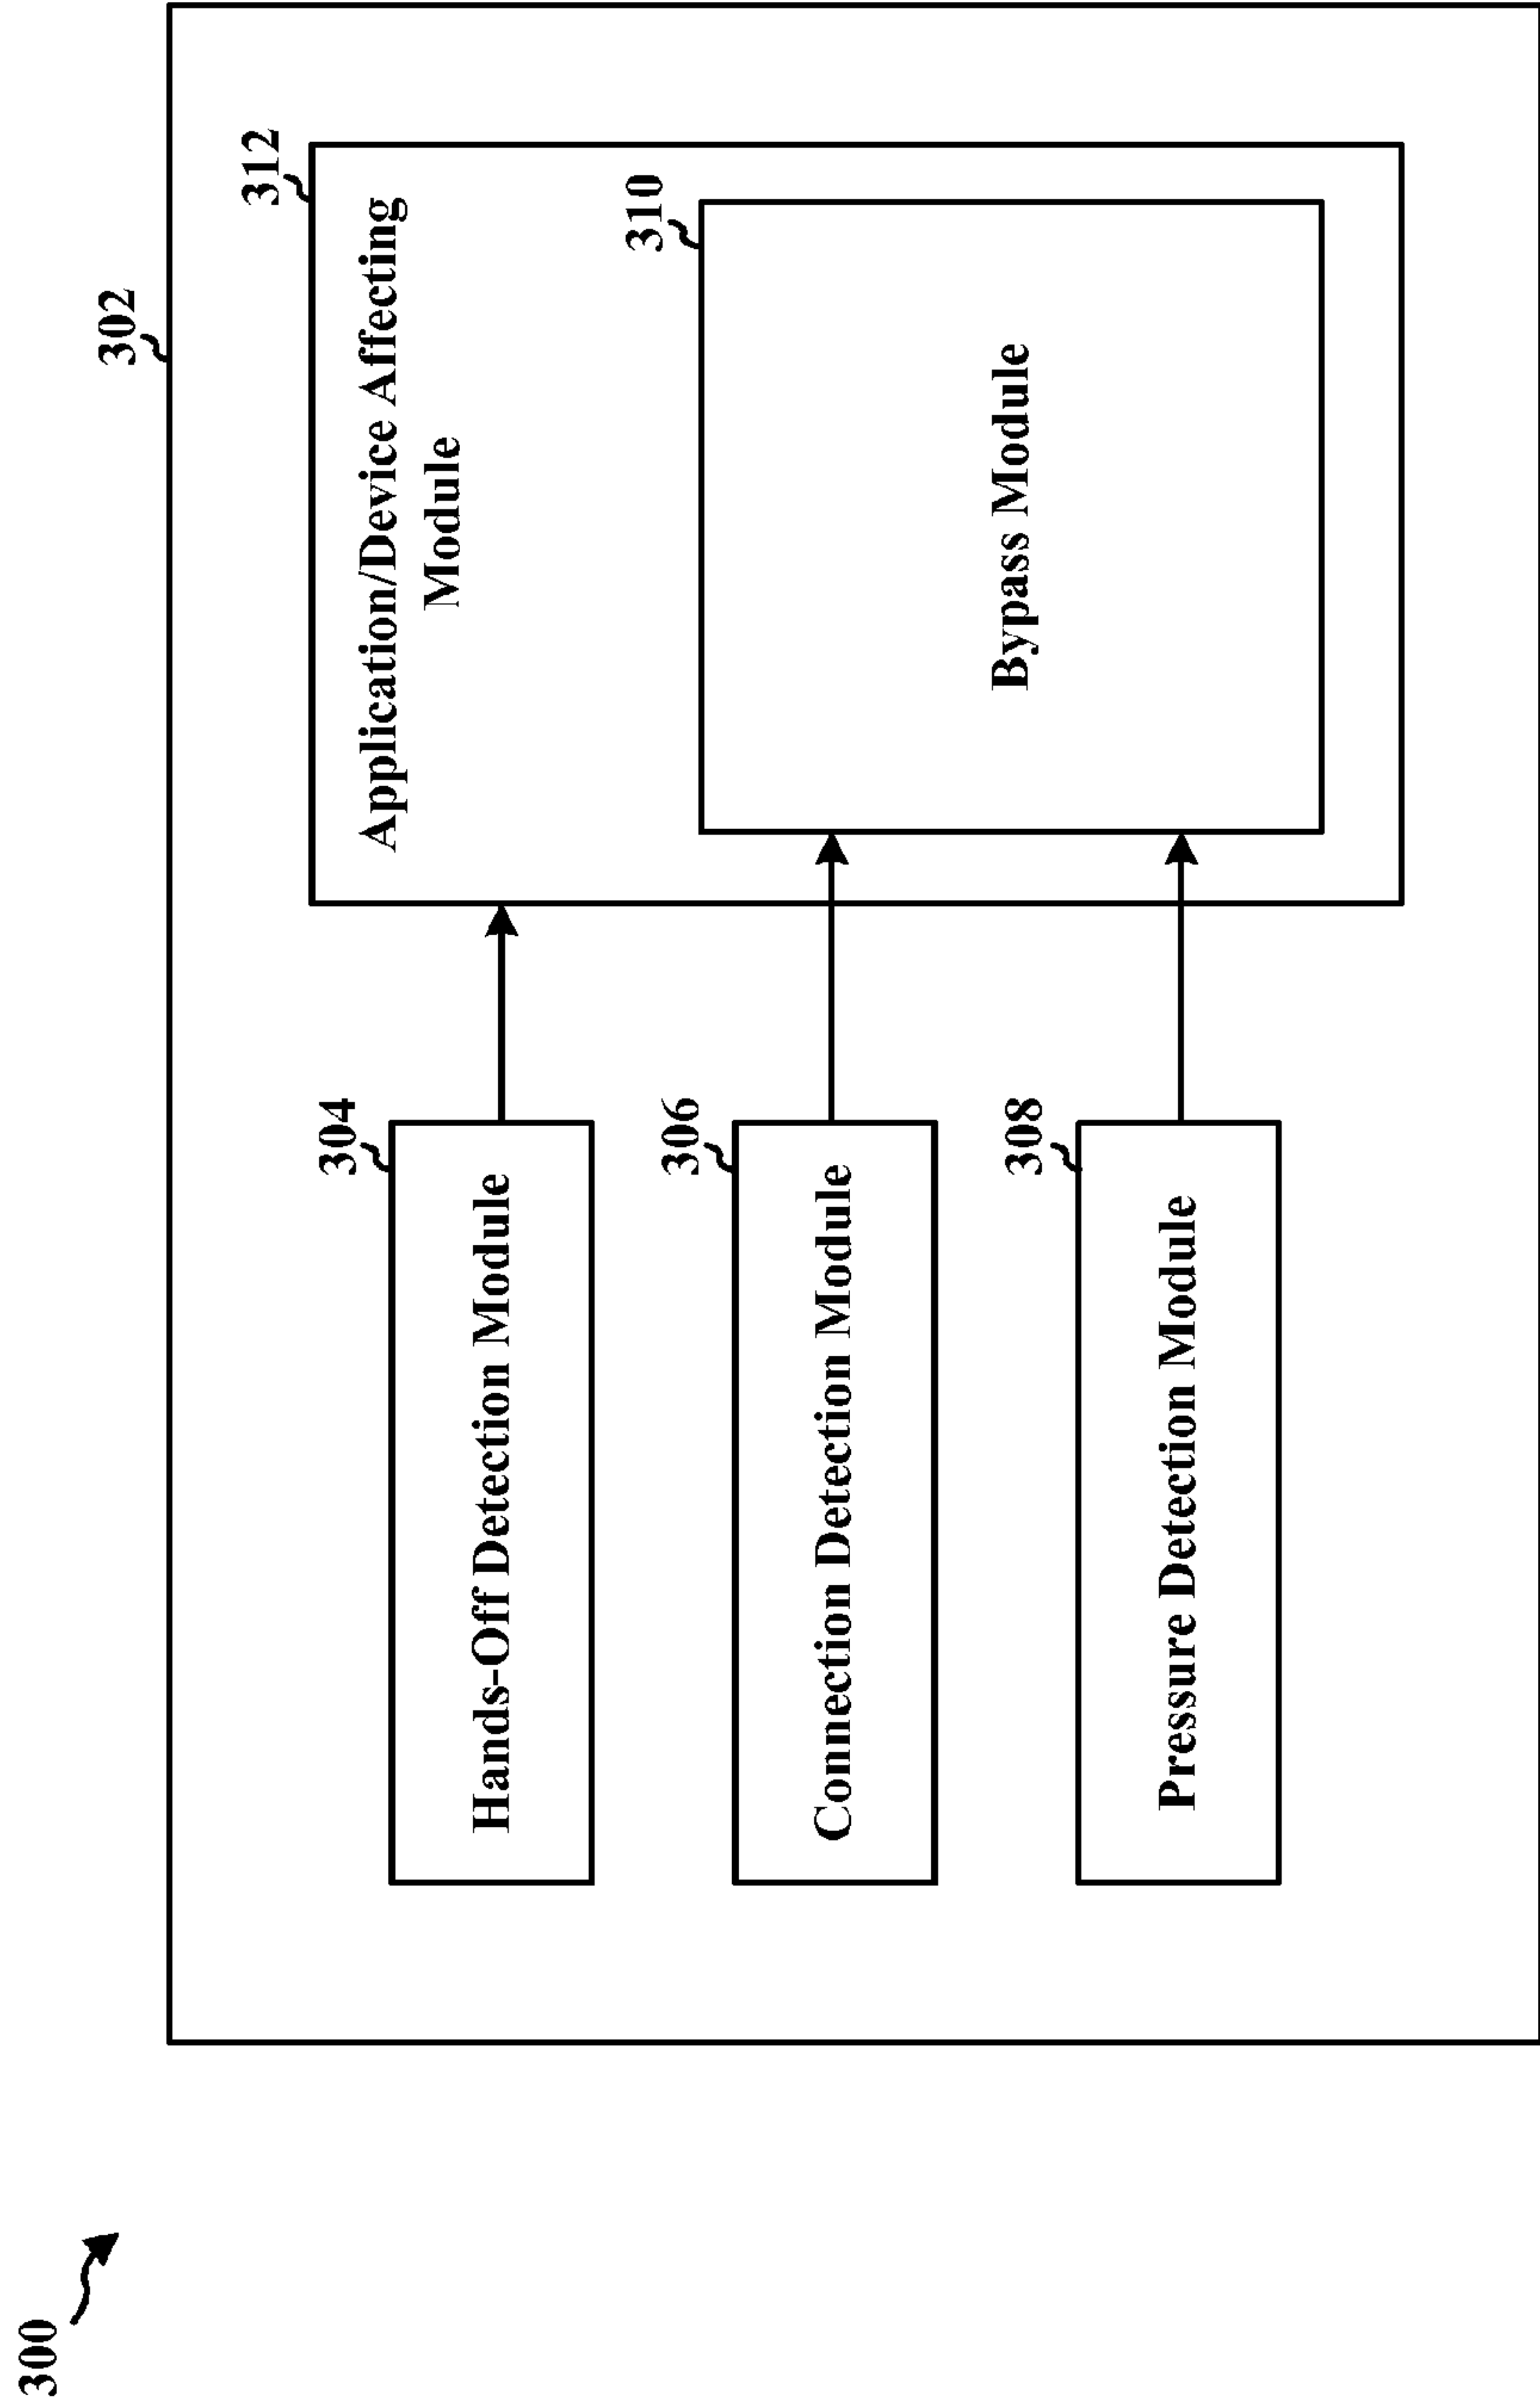 300
302
312
Application/Device Affecting
Module
304
Hands-Off Detection Module
310
306
Connection Detection Module
Bypass Module
308
Pressure Detection Module